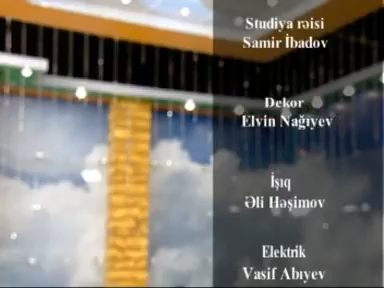 Studiya rəisi
Samir İbadov
Dekor
Elvin Nağıyev
İşıq
Əli Həşimov
Elektrik
Vasif Abıyev